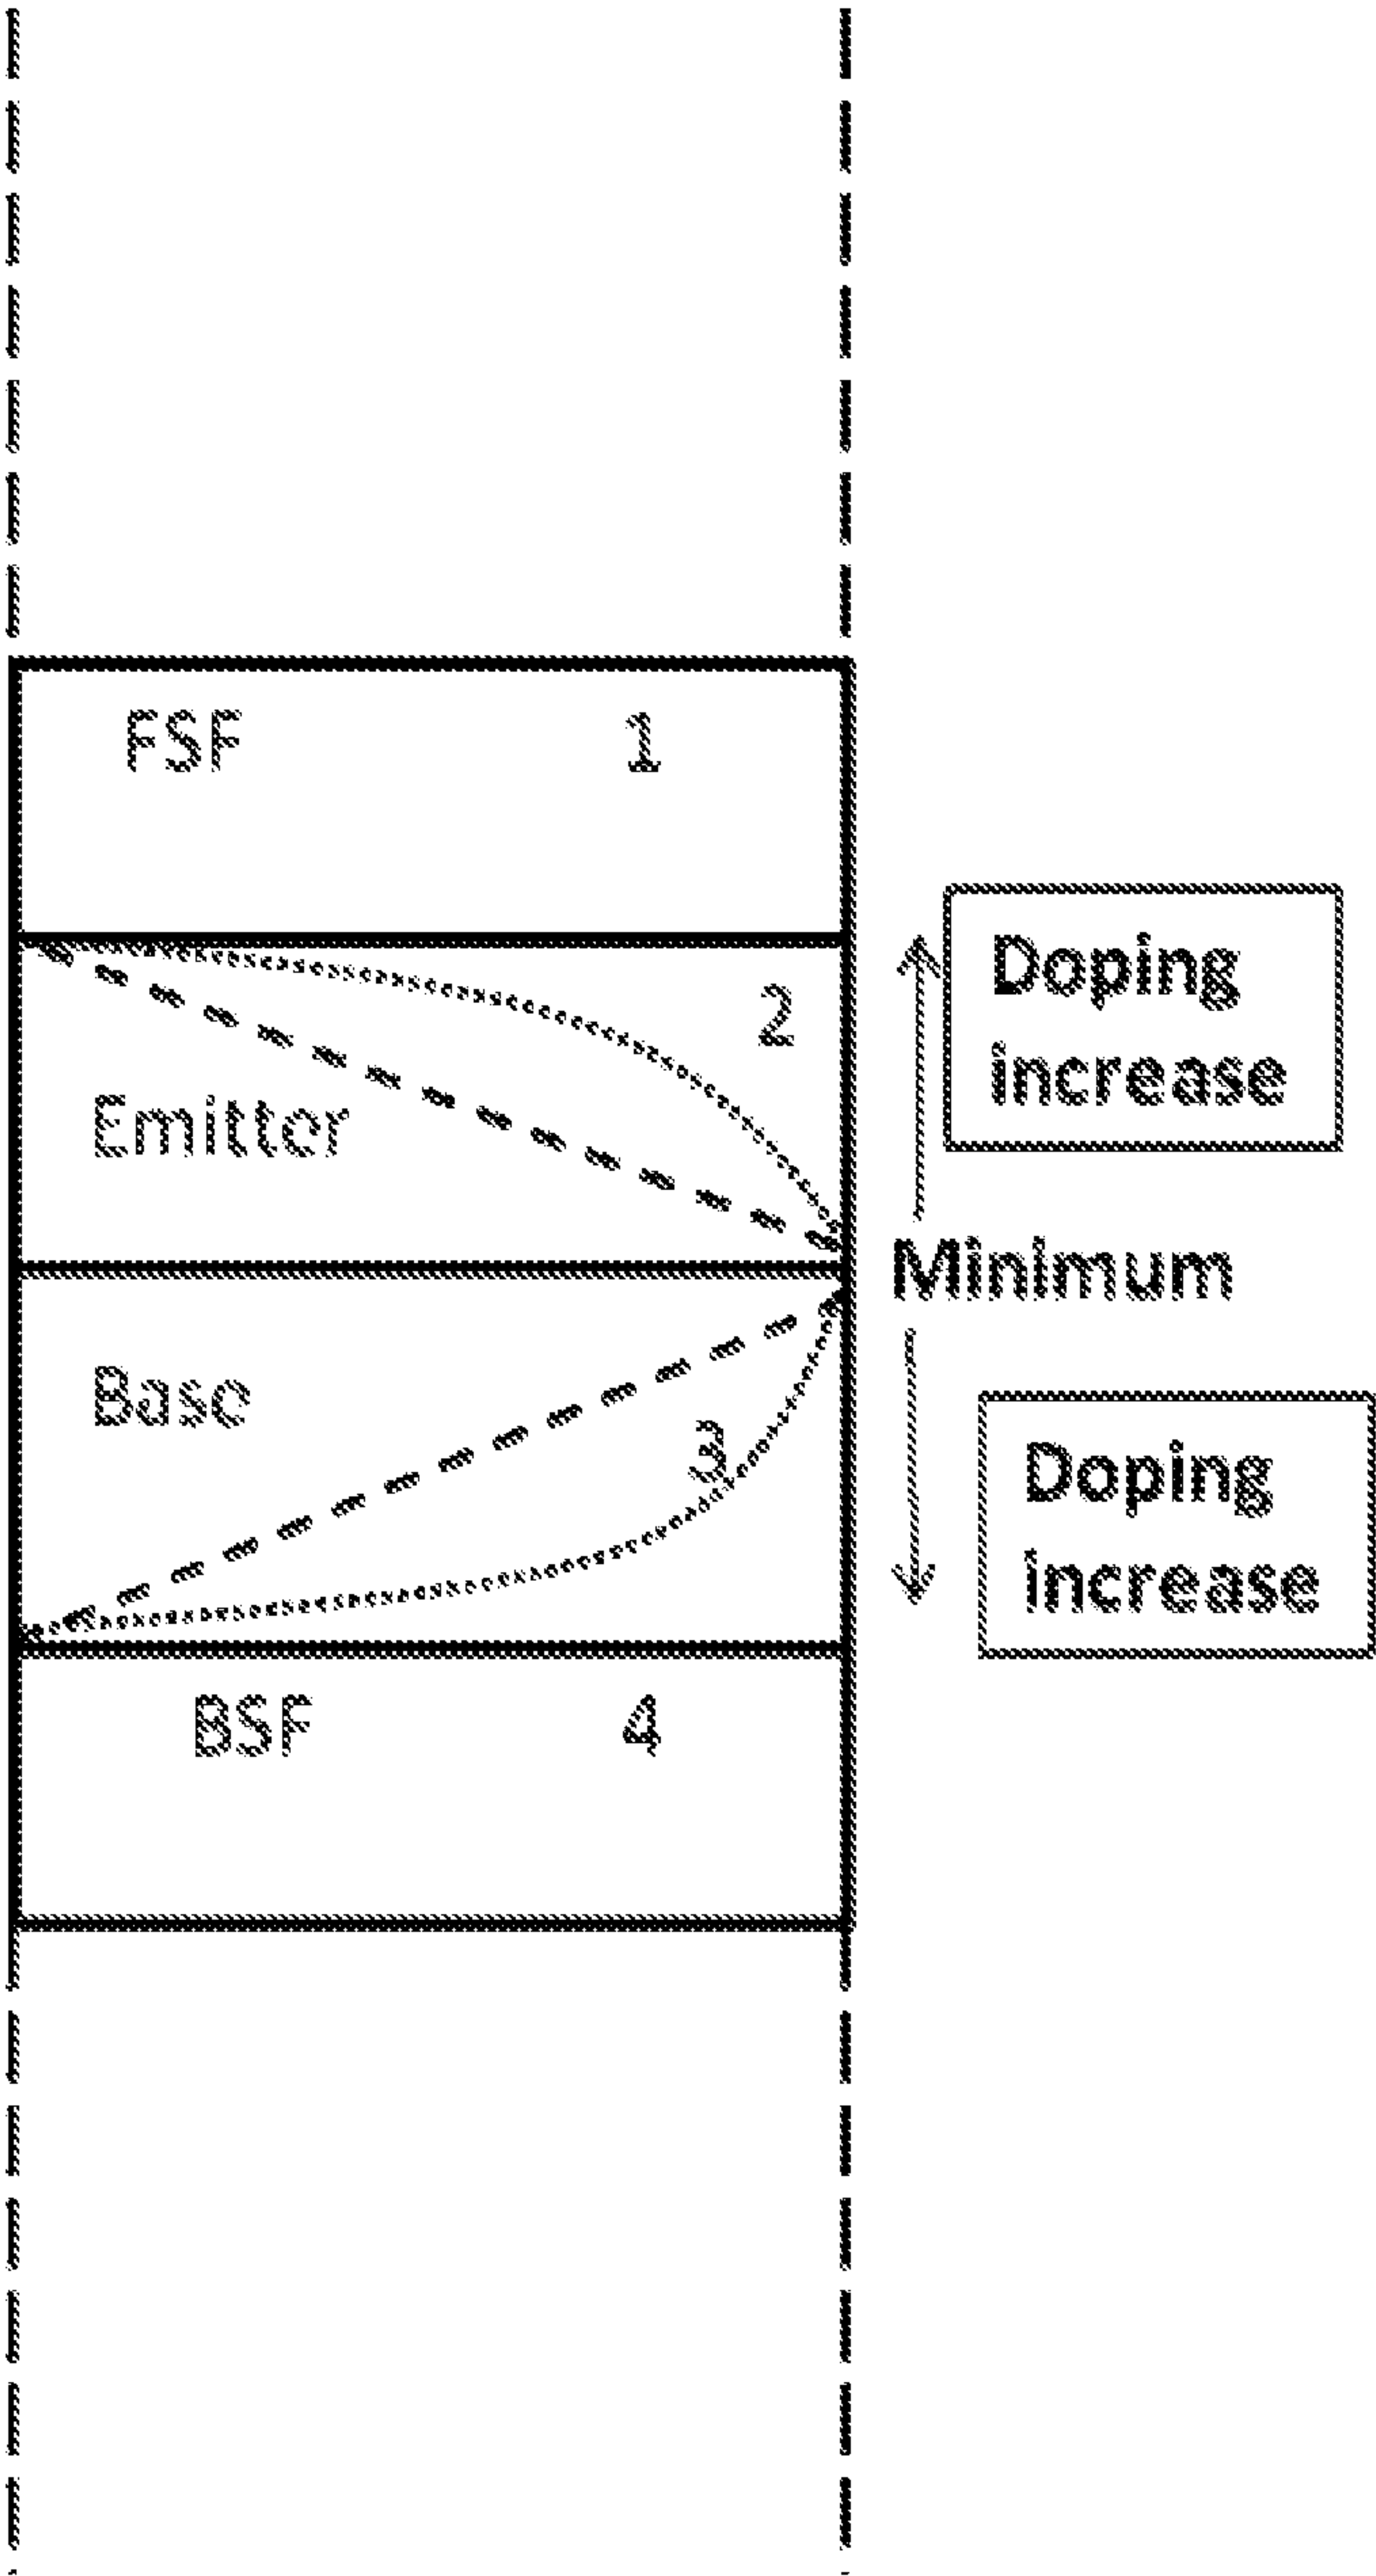 FSF 1
Doping
increase
2
Emitter
Minimum
Base
3
Doping
increase
BSF 4